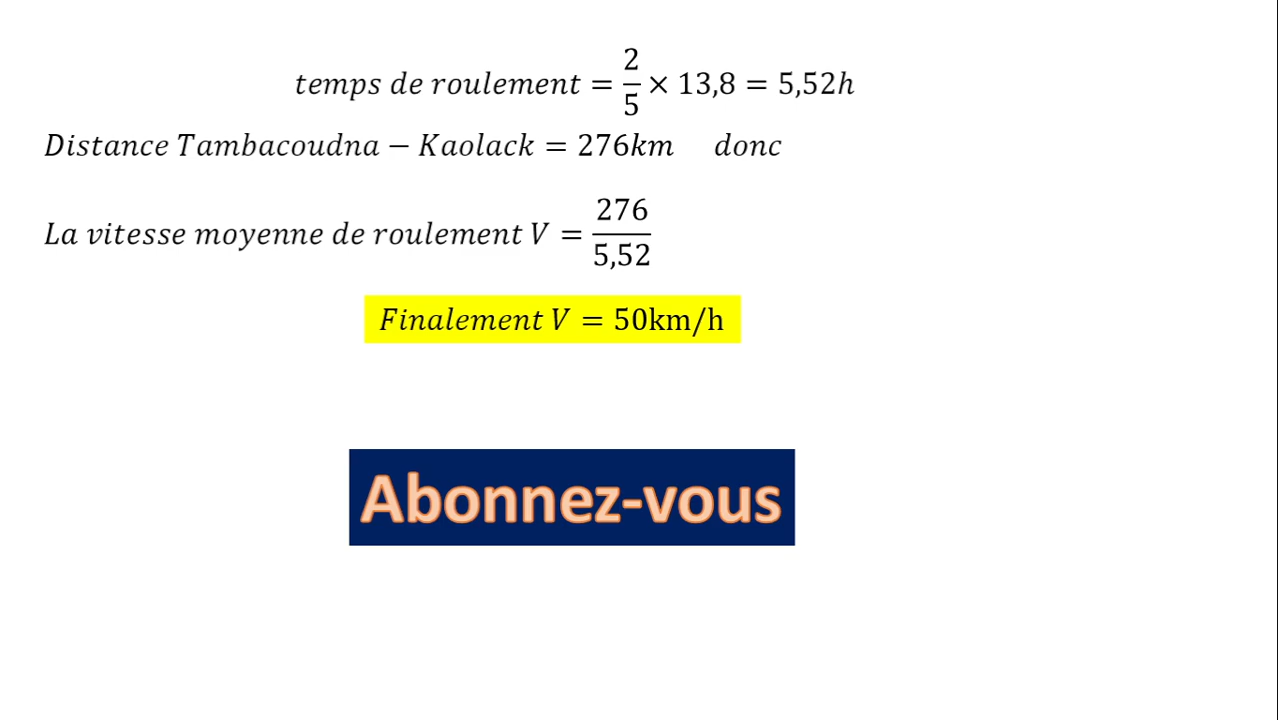 temps de roulement = 2/5 × 13,8 = 5,52h
Distance Tambacoudna − Kaolack = 276km donc
La vitesse moyenne de roulement V = 276/5,52
Finalement V = 50km/h
Abonnez-vous